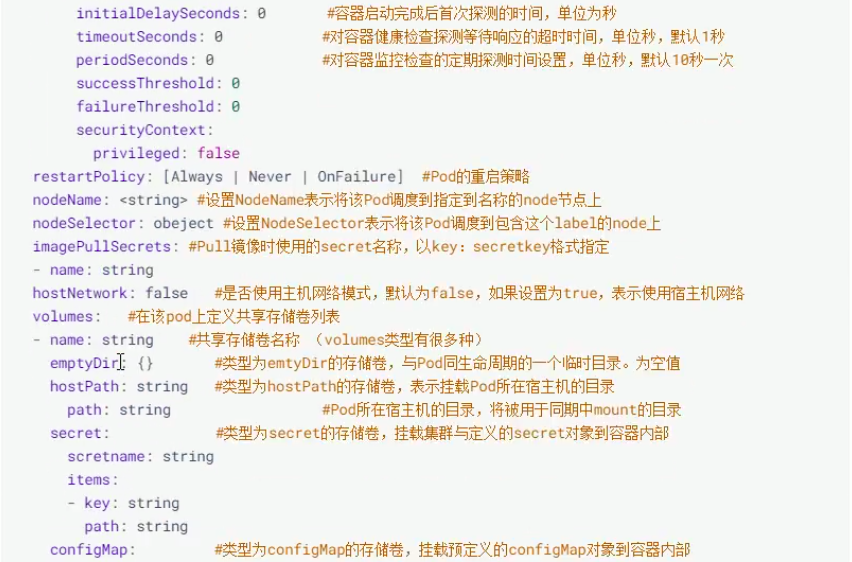 initialDelaySeconds: 0 #容器启动完成后首次探测的时间，单位为秒
timeoutSeconds: 0 #对容器健康检查探测等待响应的超时时间，单位秒，默认1秒
periodSeconds: 0 #对容器监控检查的定期探测时间设置，单位秒，默认10秒一次
successThreshold: 0
failureThreshold: 0
securityContext:
privileged: false
restartPolicy: [Always | Never | OnFailure] #Pod的重启策略
nodeName: <string> #设置NodeName表示将该Pod调度到指定到名称的node节点上
nodeSelector: obeject #设置NodeSelector表示将该Pod调度到包含这个label的node上
imagePullSecrets: #Pull镜像时使用的secret名称，以key：secretkey格式指定
- name: string
hostNetwork: false #是否使用主机网络模式，默认为false，如果设置为true，表示使用宿主机网络
volumes: #在该pod上定义共享存储卷列表
- name: string #共享存储卷名称 （volumes类型有很多种）
emptyDir: {} #类型为emtyDir的存储卷，与Pod同生命周期的一个临时目录。为空值
hostPath: string #类型为hostPath的存储卷，表示挂载Pod所在宿主机的目录
path: string #Pod所在宿主机的目录，将被用于同期中mount的目录
secret: #类型为secret的存储卷，挂载集群与定义的secret对象到容器内部
scretname: string
items:
- key: string
path: string
configMap: #类型为configMap的存储卷，挂载预定义的configMap对象到容器内部